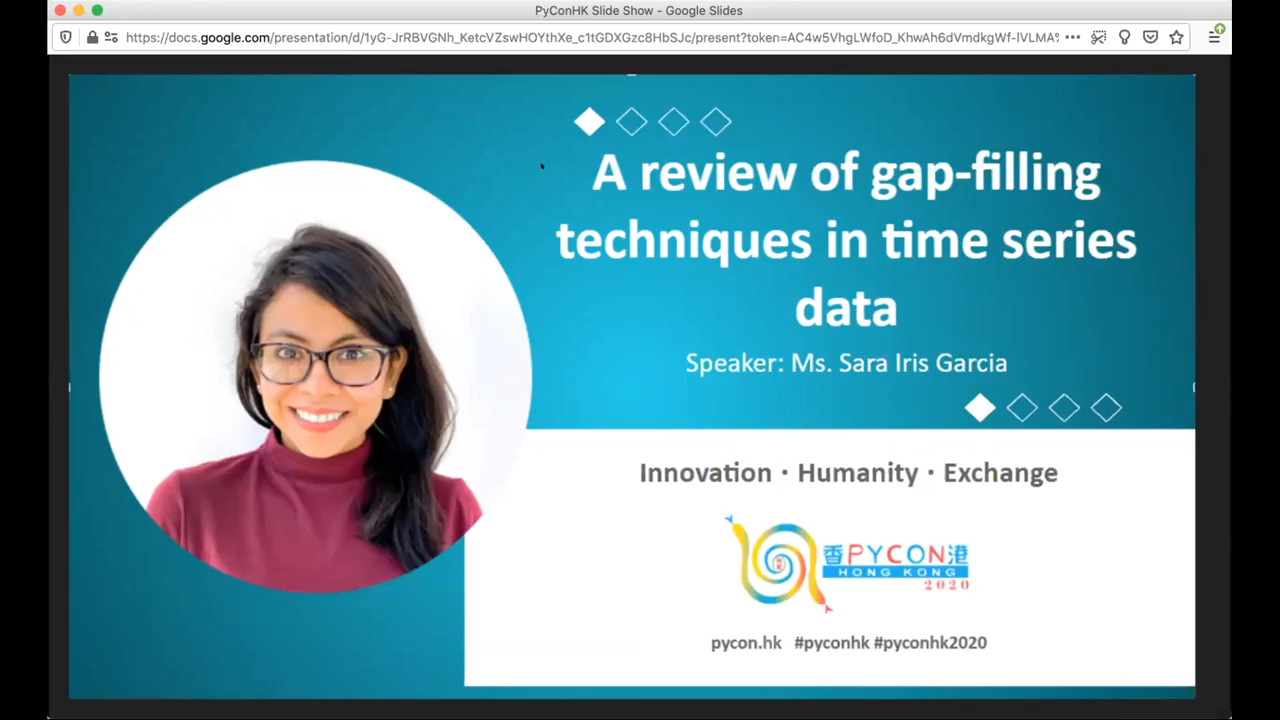 PyConHK Slide Show - Google Slides
https://docs.google.com/presentation/d/1yG-JrRBVGNh_KetcVZswHOYthXe_c1tGDXGzc8HbSJc/present?token=AC4w5VhgLWfoD_KhwAh6dVmdkgWf-lVLMA%
A review of gap-filling
techniques in time series
data
Speaker: Ms. Sara Iris Garcia
Innovation · Humanity · Exchange
香PYCON港
HONG KONG
2020
pycon.hk #pyconhk #pyconhk2020